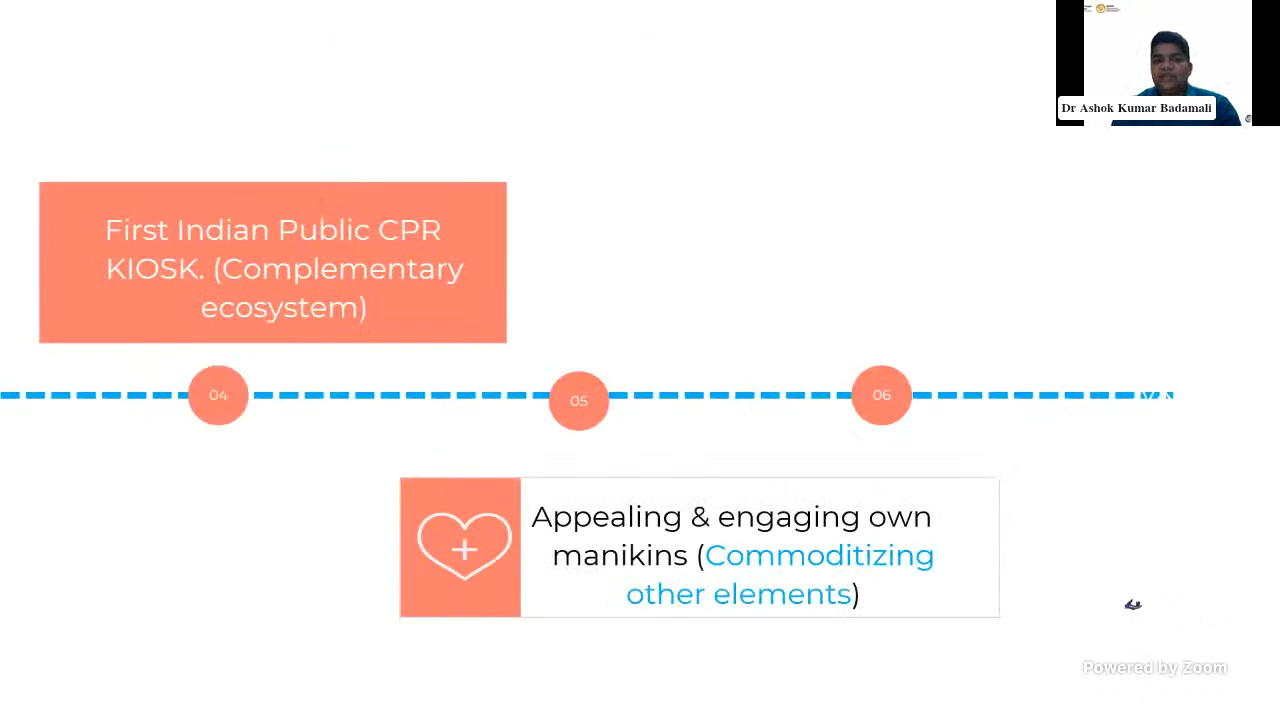 Dr Ashok Kumar Badamali
First Indian Public CPR
KIOSK. (Complementary
ecosystem)
04
05
06
Appealing & engaging own
manikins (Commoditizing
other elements)
Powered by Zoom